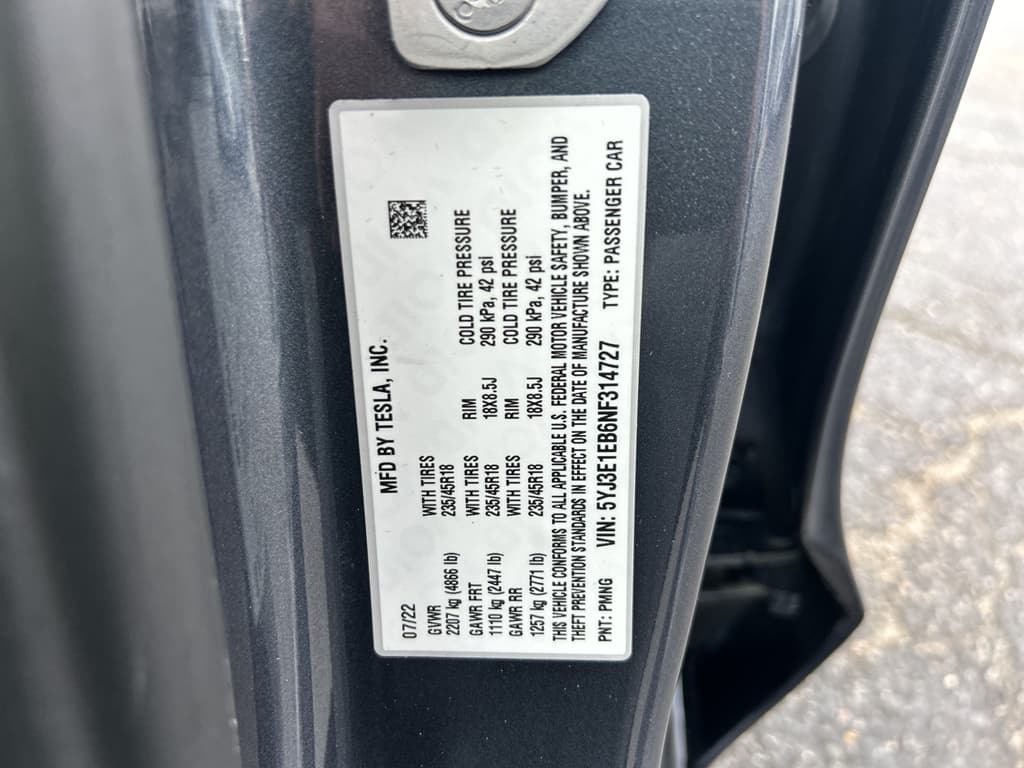 MFD BY TESLA, INC.
07/22
GVWR WITH TIRES
2207 kg (4866 lb) 235/45R18
GAWR FRT WITH TIRES RIM COLD TIRE PRESSURE
1110 kg (2447 lb) 235/45R18 18X8.5J 290 kPa, 42 psi
GAWR RR WITH TIRES RIM COLD TIRE PRESSURE
1257 kg (2771 lb) 235/45R18 18X8.5J 290 kPa, 42 psi
THIS VEHICLE CONFORMS TO ALL APPLICABLE U.S. FEDERAL MOTOR VEHICLE SAFETY, BUMPER, AND
THEFT PREVENTION STANDARDS IN EFFECT ON THE DATE OF MANUFACTURE SHOWN ABOVE.
PNT: PMNG VIN: 5YJ3E1EB6NF314727 TYPE: PASSENGER CAR